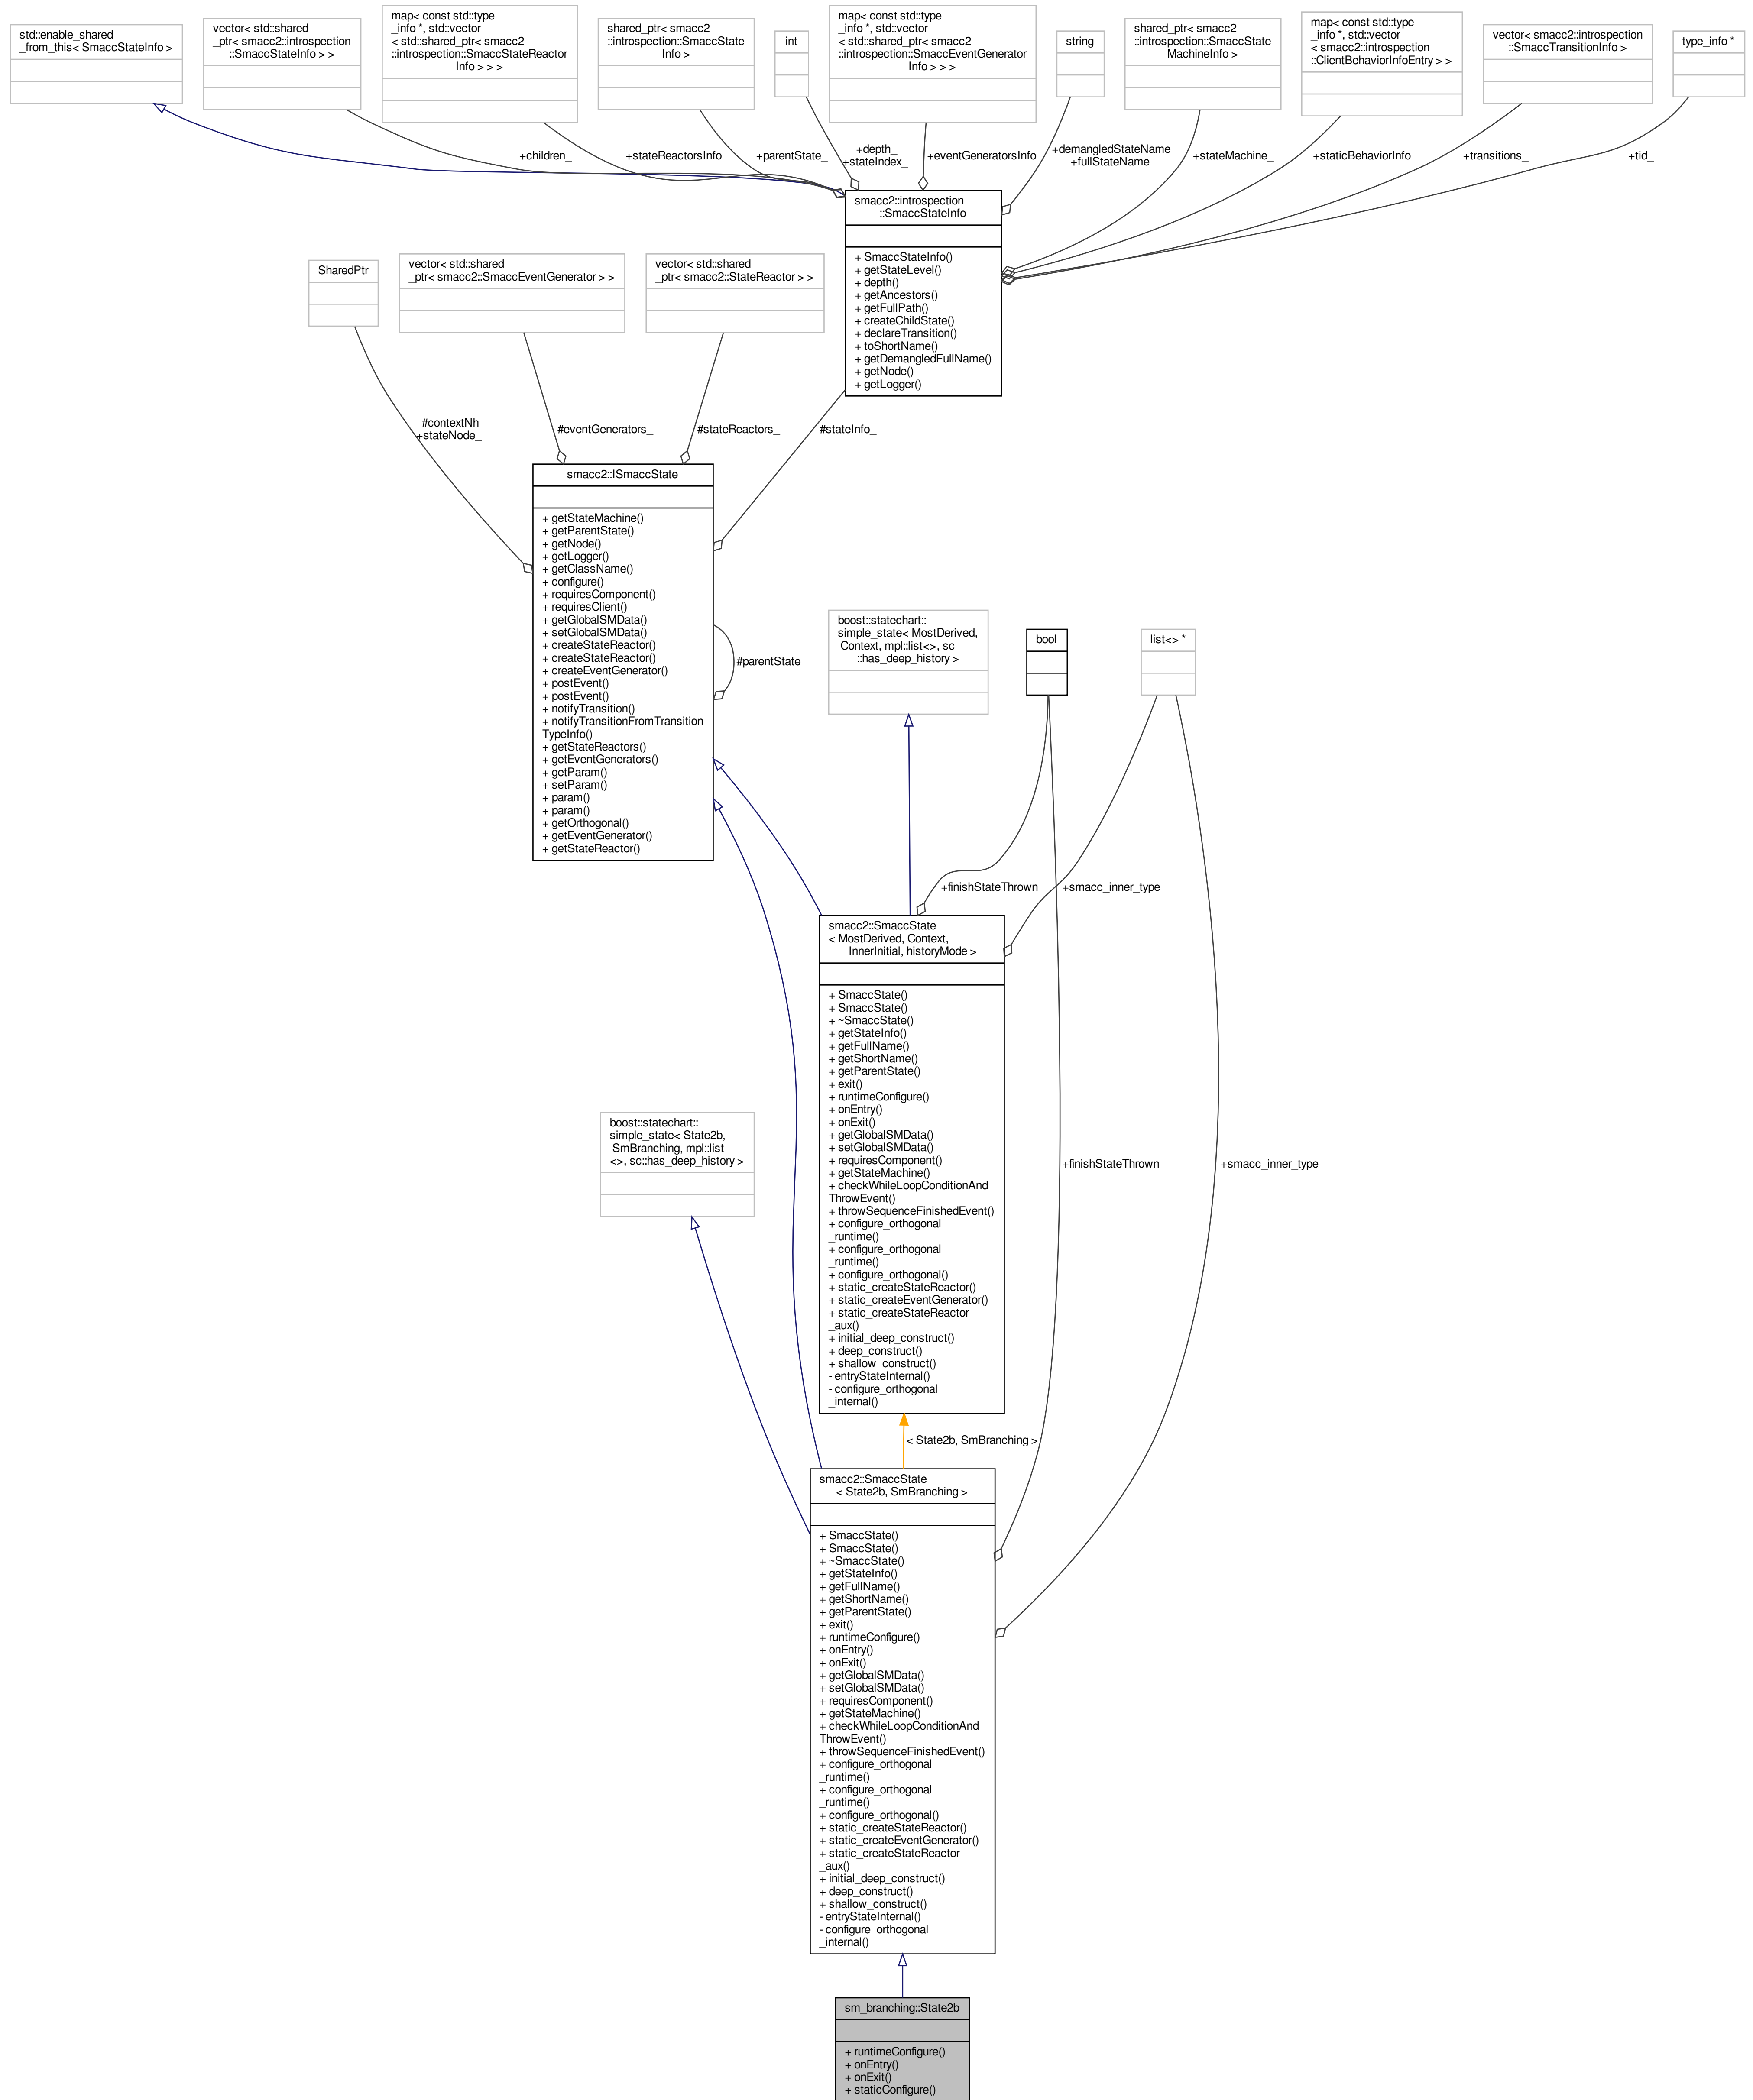 std::enable_shared
_from_this< SmaccStateInfo >
vector< std::shared
_ptr< smacc2::introspection
::SmaccStateInfo > >
map< const std::type
_info *, std::vector
< std::shared_ptr< smacc2
::introspection::SmaccStateReactor
Info > > >
shared_ptr< smacc2
::introspection::SmaccState
Info >
int
map< const std::type
_info *, std::vector
< std::shared_ptr< smacc2
::introspection::SmaccEventGenerator
Info > > >
string
shared_ptr< smacc2
::introspection::SmaccState
MachineInfo >
map< const std::type
_info *, std::vector
< smacc2::introspection
::ClientBehaviorInfoEntry > >
vector< smacc2::introspection
::SmaccTransitionInfo >
type_info *
+children_
+stateReactorsInfo
+parentState_
+depth_
+stateIndex_
+eventGeneratorsInfo
+demangledStateName
+fullStateName
+stateMachine_
+staticBehaviorInfo
+transitions_
+tid_
smacc2::introspection
::SmaccStateInfo
+ SmaccStateInfo()
+ getStateLevel()
+ depth()
+ getAncestors()
+ getFullPath()
+ createChildState()
+ declareTransition()
+ toShortName()
+ getDemangledFullName()
+ getNode()
+ getLogger()
SharedPtr
vector< std::shared
_ptr< smacc2::SmaccEventGenerator > >
vector< std::shared
_ptr< smacc2::StateReactor > >
#contextNh
+stateNode_
#eventGenerators_
#stateReactors_
#stateInfo_
smacc2::ISmaccState
+ getStateMachine()
+ getParentState()
+ getNode()
+ getLogger()
+ getClassName()
+ configure()
+ requiresComponent()
+ requiresClient()
+ getGlobalSMData()
+ setGlobalSMData()
+ createStateReactor()
+ createStateReactor()
+ createEventGenerator()
+ postEvent()
+ postEvent()
+ notifyTransition()
+ notifyTransitionFromTransition
TypeInfo()
+ getStateReactors()
+ getEventGenerators()
+ getParam()
+ setParam()
+ param()
+ param()
+ getOrthogonal()
+ getEventGenerator()
+ getStateReactor()
#parentState_
boost::statechart::
simple_state< MostDerived,
Context, mpl::list<>, sc
::has_deep_history >
bool
list<> *
+finishStateThrown
+smacc_inner_type
smacc2::SmaccState
< MostDerived, Context,
InnerInitial, historyMode >
+ SmaccState()
+ SmaccState()
+ ~SmaccState()
+ getStateInfo()
+ getFullName()
+ getShortName()
+ getParentState()
+ exit()
+ runtimeConfigure()
+ onEntry()
+ onExit()
+ getGlobalSMData()
+ setGlobalSMData()
+ requiresComponent()
+ getStateMachine()
+ checkWhileLoopConditionAnd
ThrowEvent()
+ throwSequenceFinishedEvent()
+ configure_orthogonal
_runtime()
+ configure_orthogonal
_runtime()
+ configure_orthogonal()
+ static_createStateReactor()
+ static_createEventGenerator()
+ static_createStateReactor
_aux()
+ initial_deep_construct()
+ deep_construct()
+ shallow_construct()
- entryStateInternal()
- configure_orthogonal
_internal()
boost::statechart::
simple_state< State2b,
SmBranching, mpl::list
<>, sc::has_deep_history >
+finishStateThrown
+smacc_inner_type
< State2b, SmBranching >
smacc2::SmaccState
< State2b, SmBranching >
+ SmaccState()
+ SmaccState()
+ ~SmaccState()
+ getStateInfo()
+ getFullName()
+ getShortName()
+ getParentState()
+ exit()
+ runtimeConfigure()
+ onEntry()
+ onExit()
+ getGlobalSMData()
+ setGlobalSMData()
+ requiresComponent()
+ getStateMachine()
+ checkWhileLoopConditionAnd
ThrowEvent()
+ throwSequenceFinishedEvent()
+ configure_orthogonal
_runtime()
+ configure_orthogonal
_runtime()
+ configure_orthogonal()
+ static_createStateReactor()
+ static_createEventGenerator()
+ static_createStateReactor
_aux()
+ initial_deep_construct()
+ deep_construct()
+ shallow_construct()
- entryStateInternal()
- configure_orthogonal
_internal()
sm_branching::State2b
+ runtimeConfigure()
+ onEntry()
+ onExit()
+ staticConfigure()